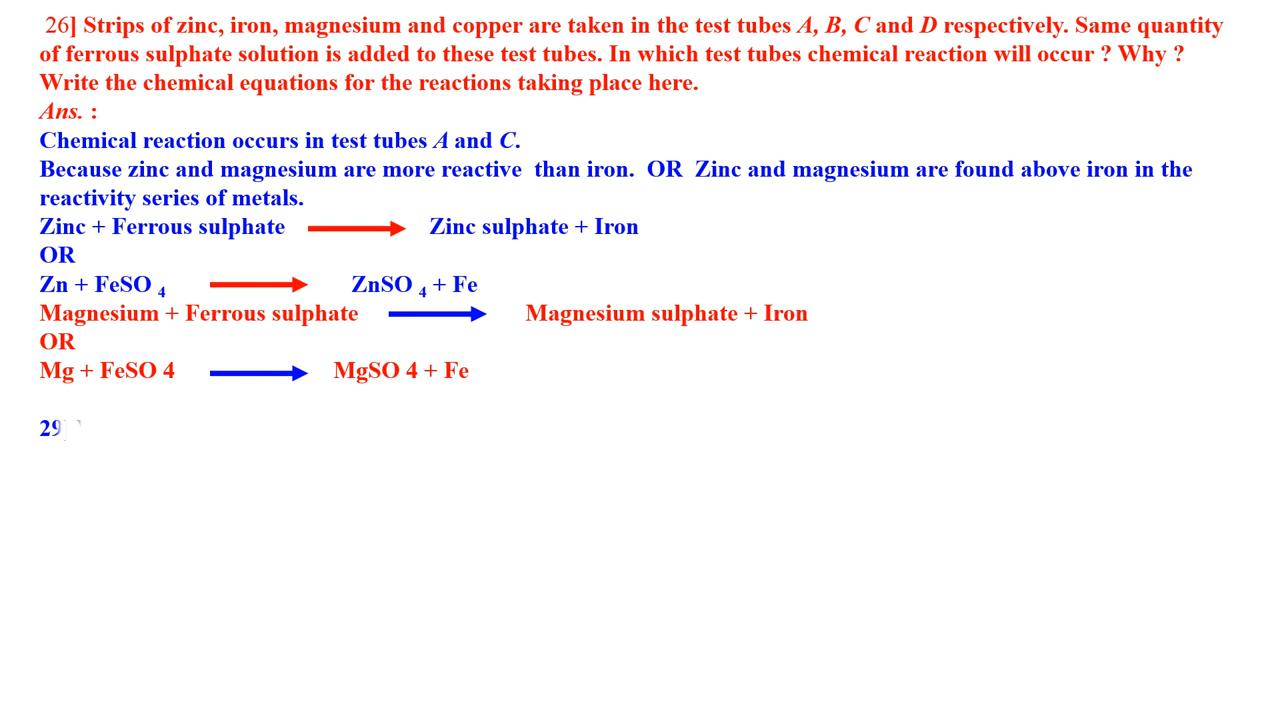 26] Strips of zinc, iron, magnesium and copper are taken in the test tubes A, B, C and D respectively. Same quantity
of ferrous sulphate solution is added to these test tubes. In which test tubes chemical reaction will occur ? Why ?
Write the chemical equations for the reactions taking place here.
Ans. :
Chemical reaction occurs in test tubes A and C.
Because zinc and magnesium are more reactive than iron. OR Zinc and magnesium are found above iron in the
reactivity series of metals.
Zinc + Ferrous sulphate → Zinc sulphate + Iron
OR
Zn + FeSO 4 → ZnSO 4 + Fe
Magnesium + Ferrous sulphate → Magnesium sulphate + Iron
OR
Mg + FeSO 4 → MgSO 4 + Fe
29